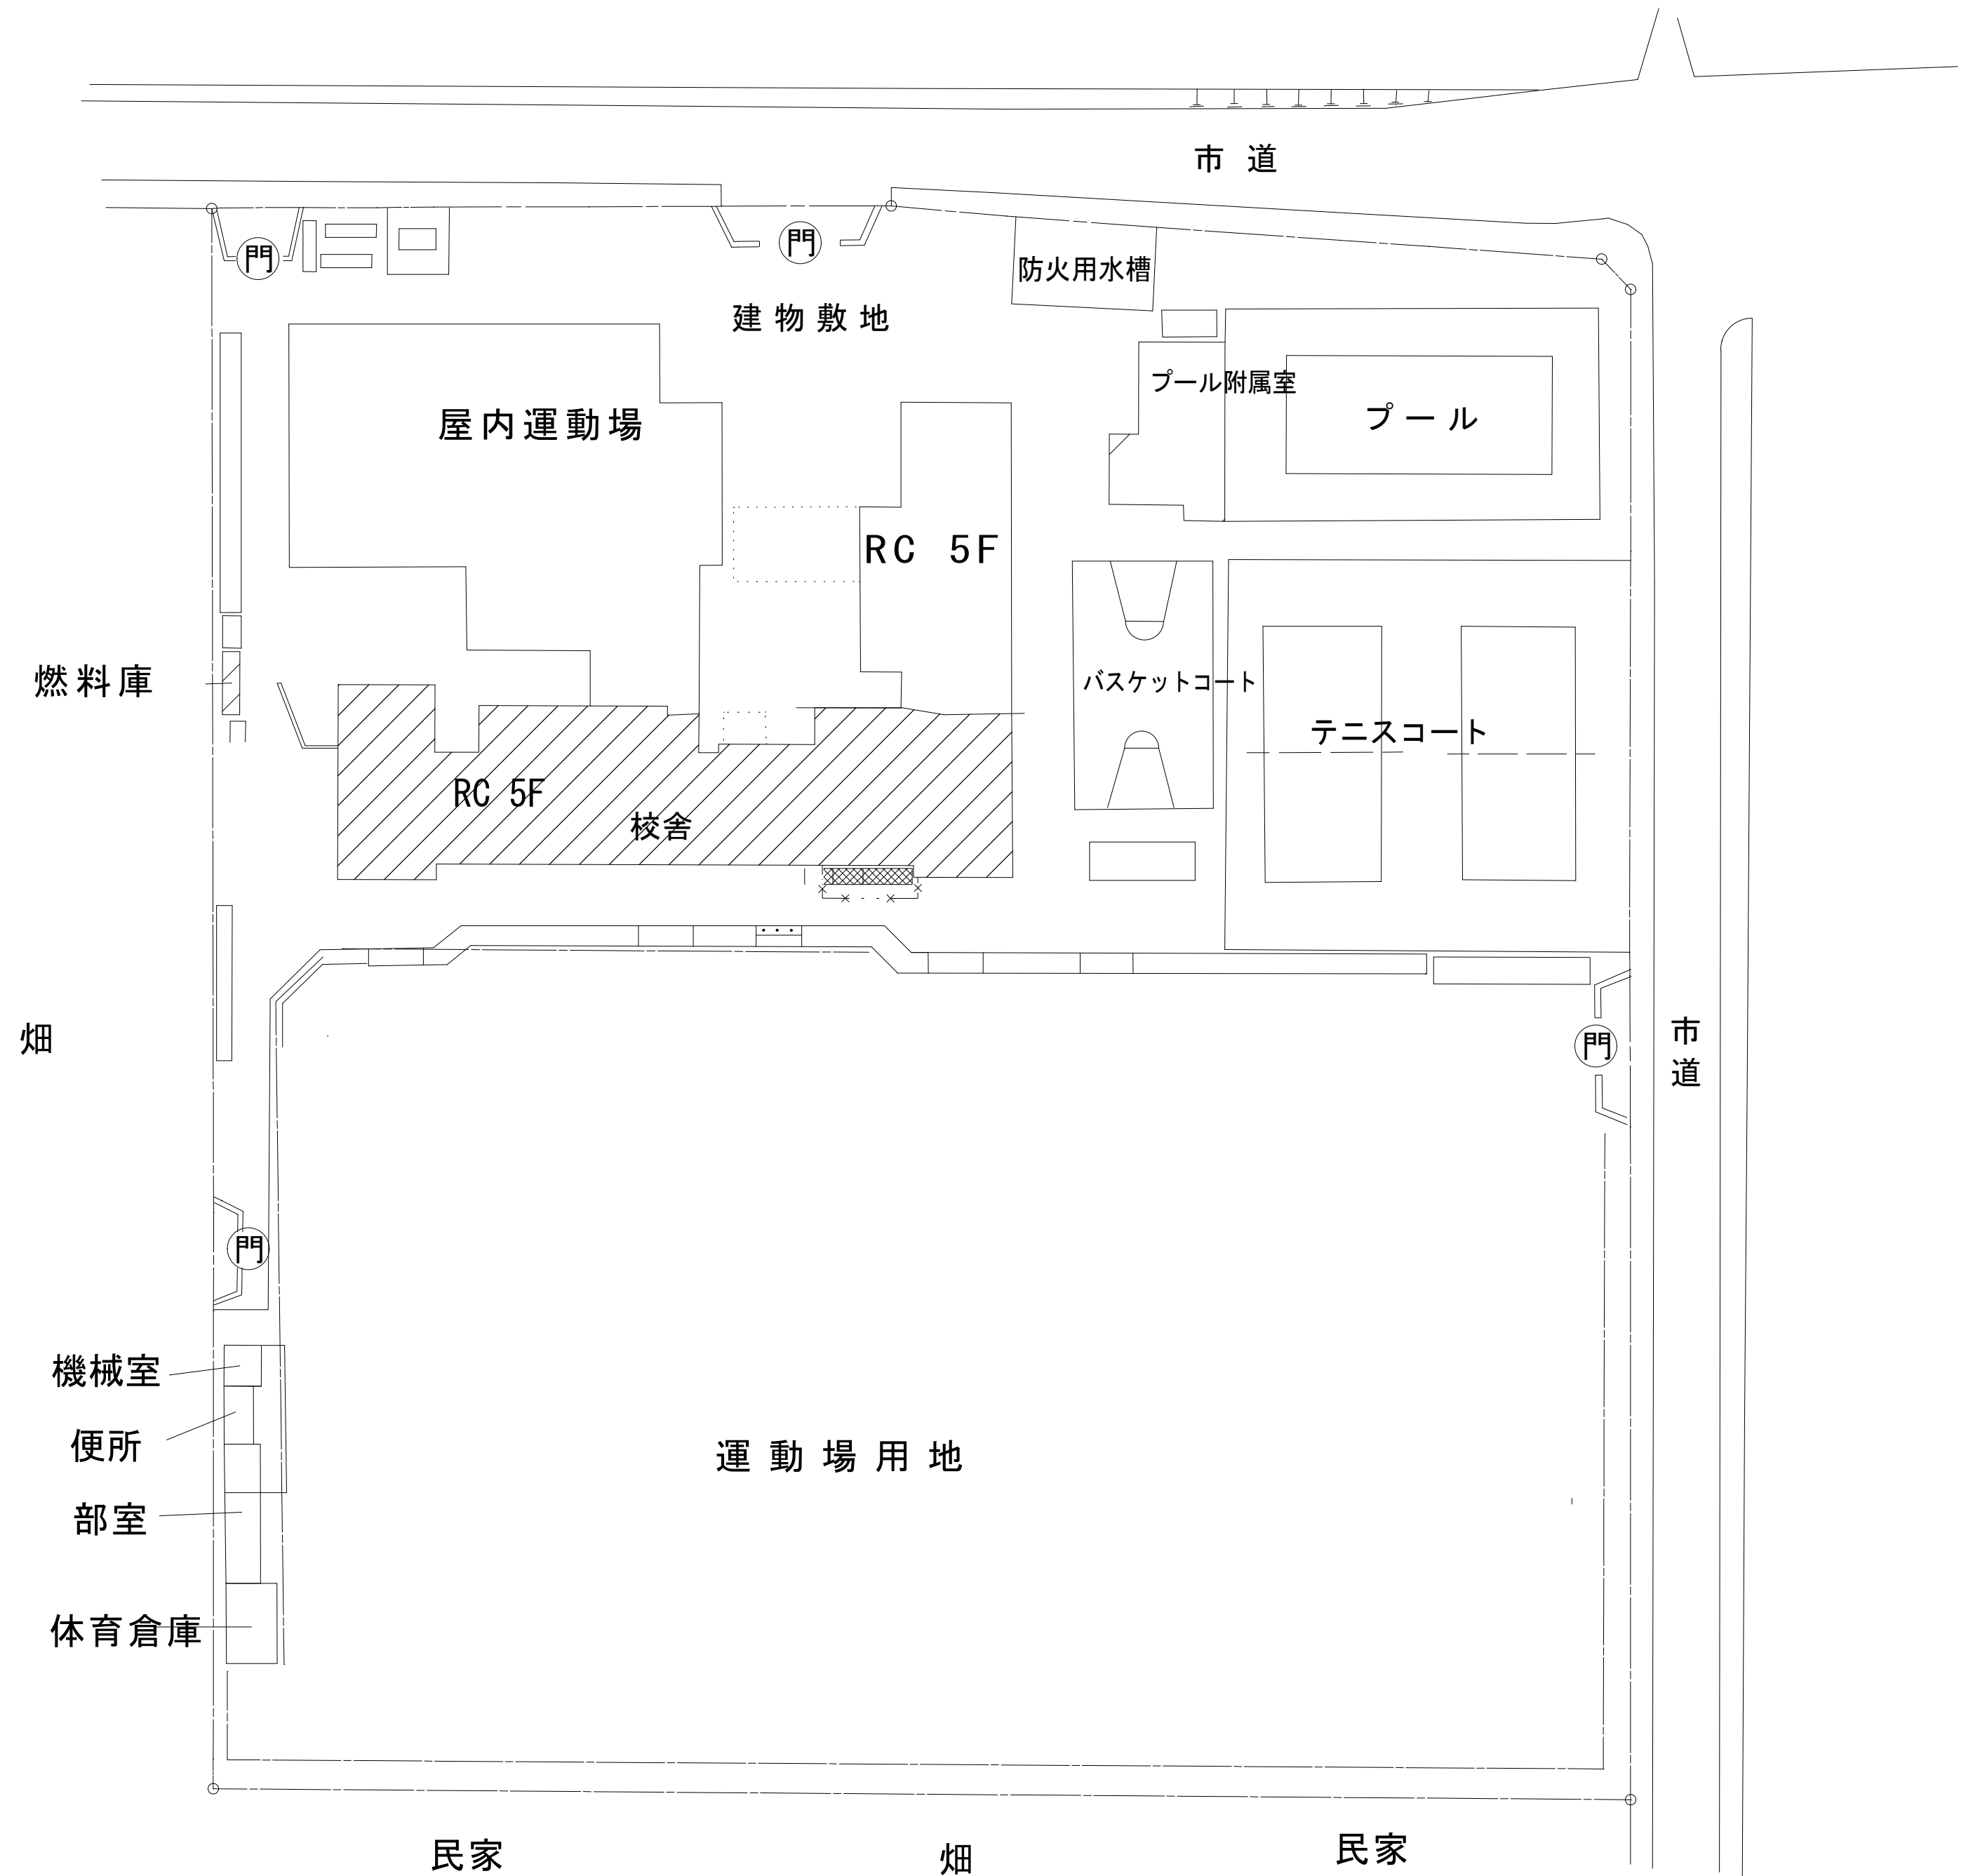 市道
門
門
防火用水槽
建物敷地
プール附属室
プール
屋内運動場
RC 5F
燃料庫
バスケットコート
テニスコート
RC 5F
校舎
畑
門
市道
門
機械室
便所
運動場用地
部室
体育倉庫
民家
畑
民家